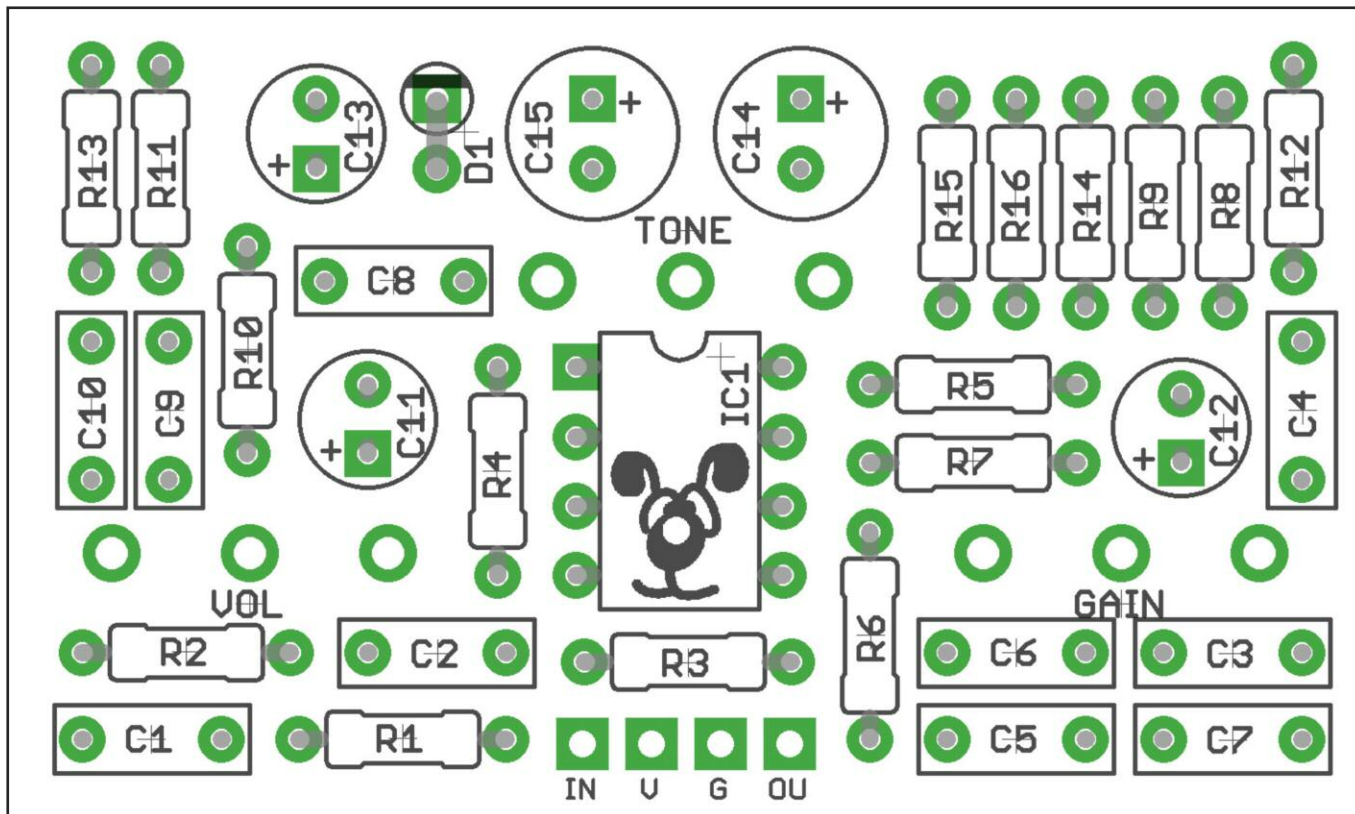 R13
R11
+
C13
D1
C15
+
C14
+
R15
R16
R14
R9
R8
R12
TONE
C8
R10
C10
C9
+
C11
R4
IC1
R5
R7
+
C12
C4
VOL
GAIN
R2
C2
R3
R6
C6
C3
C1
R1
C5
C7
IN
V
G
OU